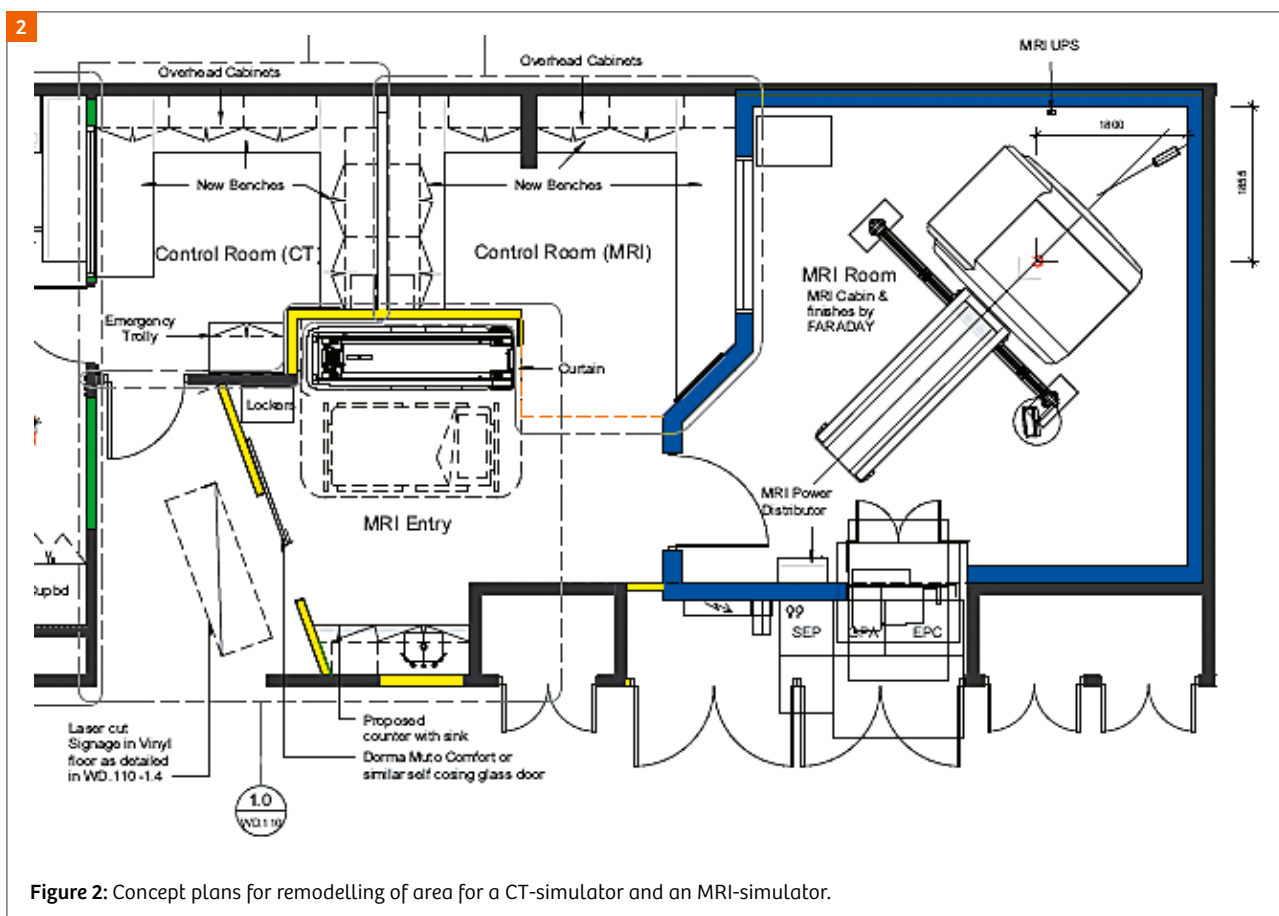 2
MRI UPS
Overhead Cabinets
Overhead Cabinets
1800
1855
New Benches
New Benches
Control Room (CT)
Control Room (MRI)
MRI Room
MRI Cabin &
finishes by
FARADAY
Emergency
Trolly
Curtain
Lockers
MRI Power
Distributor
MRI Entry
upbd
SEP
GPA
EPC
Laser cut
Signage in Vinyl
floor as detailed
in WD.110 -1.4
Proposed
counter with sink
Dorma Muto Comfort or
similar self cosing glass door
1.0
WD.110
Figure 2: Concept plans for remodelling of area for a CT-simulator and an MRI-simulator.